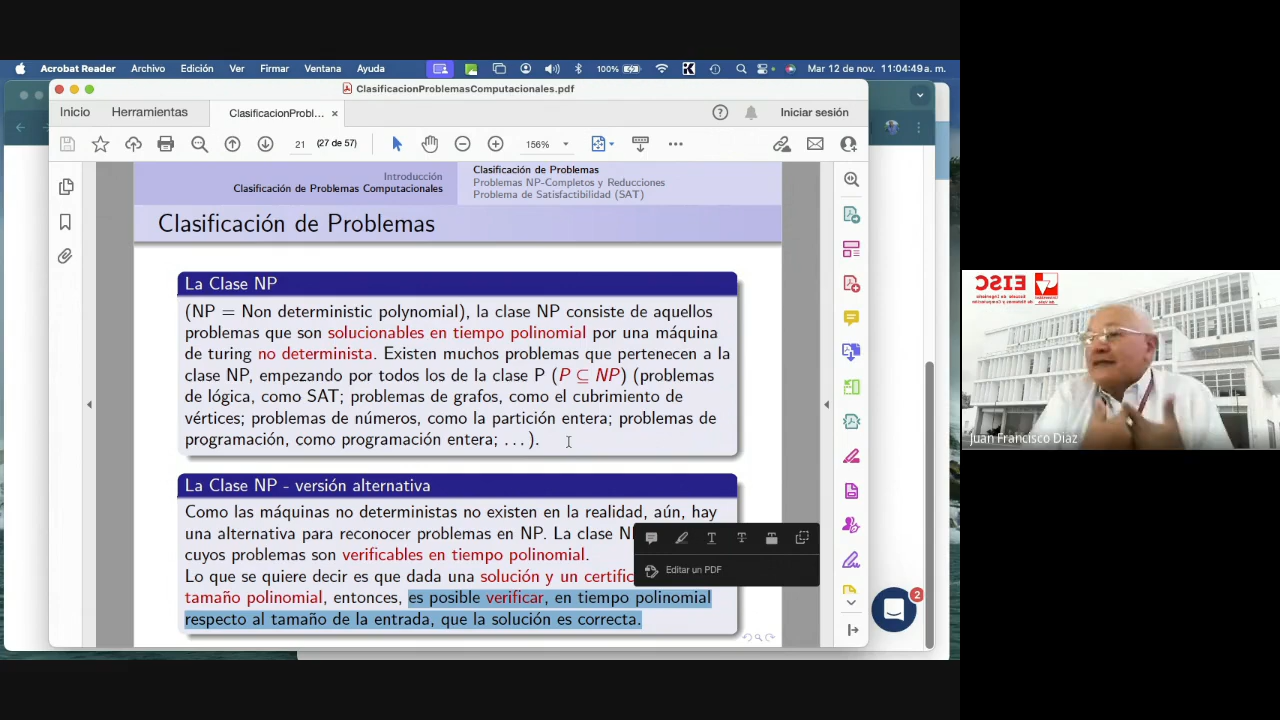 Acrobat Reader Archivo Edición Ver Firmar Ventana Ayuda 100% Mar 12 de nov. 11:04:49 a. m.
ClasificacionProblemasComputacionales.pdf
Inicio Herramientas ClasificacionProbl... × Iniciar sesión
21 (27 de 57) 156%
Introducción
Clasificación de Problemas Computacionales
Clasificación de Problemas
Problemas NP-Completos y Reducciones
Problema de Satisfactibilidad (SAT)
Clasificación de Problemas
La Clase NP
(NP = Non deterministic polynomial), la clase NP consiste de aquellos
problemas que son solucionables en tiempo polinomial por una máquina
de turing no determinista. Existen muchos problemas que pertenecen a la
clase NP, empezando por todos los de la clase P (P ⊆ NP) (problemas
de lógica, como SAT; problemas de grafos, como el cubrimiento de
vértices; problemas de números, como la partición entera; problemas de
programación, como programación entera; ...).
La Clase NP - versión alternativa
Como las máquinas no deterministas no existen en la realidad, aún, hay
una alternativa para reconocer problemas en NP. La clase
cuyos problemas son verificables en tiempo polinomial.
Lo que se quiere decir es que dada una solución y un
tamaño polinomial, entonces, es posible verificar, en tiempo polinomial
respecto al tamaño de la entrada, que la solución es correcta.
Editar un PDF
2
EISC
Juan Francisco Diaz